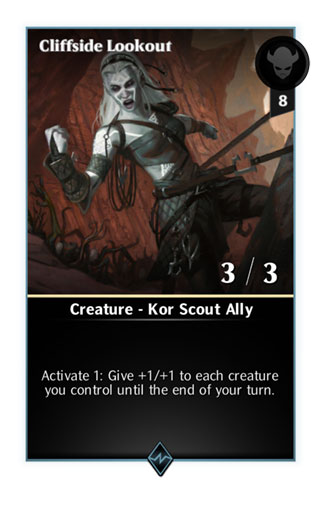 Cliffside Lookout
8
3 / 3
Creature - Kor Scout Ally
Activate 1: Give +1/+1 to each creature
you control until the end of your turn.